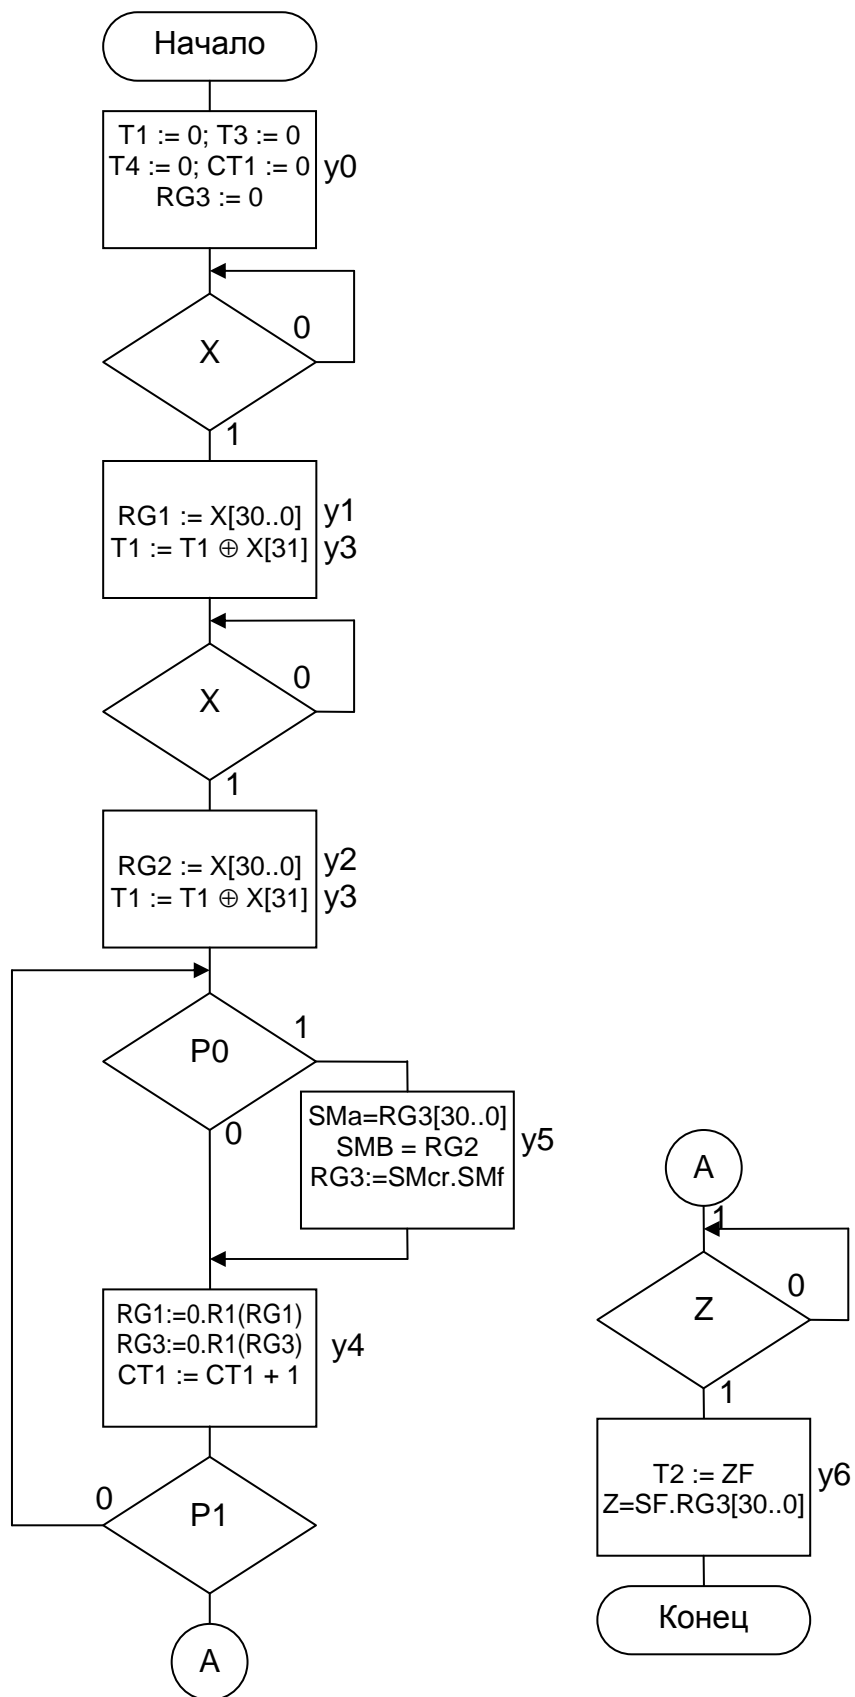 Начало
T1 := 0; T3 := 0
T4 := 0; CT1 := 0
RG3 := 0
y0
X
0
1
RG1 := X[30..0]
T1 := T1 ⊕ X[31]
y1
y3
X
0
1
RG2 := X[30..0]
T1 := T1 ⊕ X[31]
y2
y3
P0
1
0
SMa=RG3[30..0]
SMB = RG2
RG3:=SMcr.SMf
y5
RG1:=0.R1(RG1)
RG3:=0.R1(RG3)
CT1 := CT1 + 1
y4
P1
0
A
A
1
Z
0
1
T2 := ZF
Z=SF.RG3[30..0]
y6
Конец